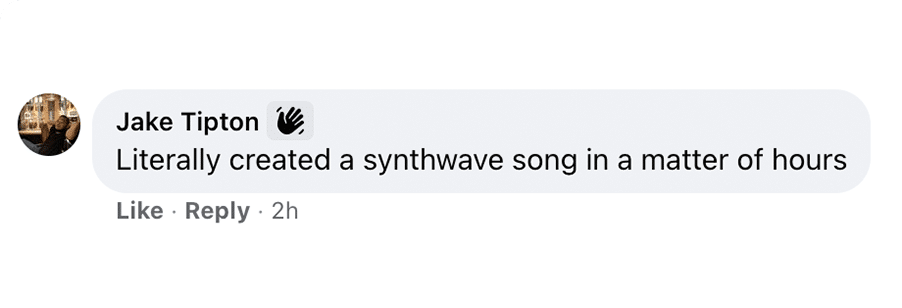 Jake Tipton
Literally created a synthwave song in a matter of hours
Like · Reply · 2h